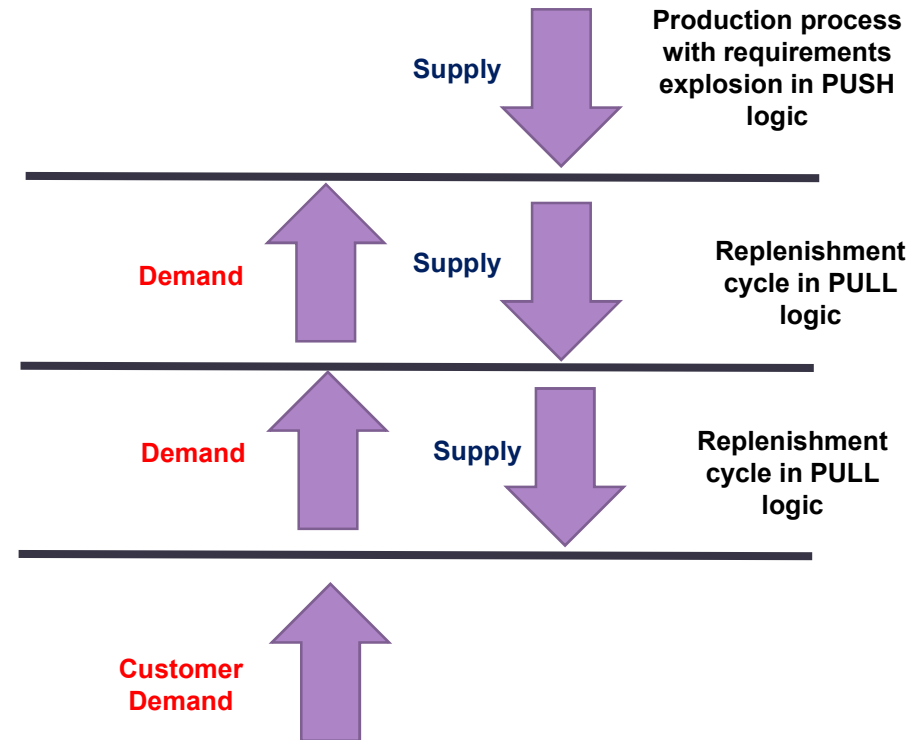 Supply
Production process
with requirements
explosion in PUSH
logic
Demand
Supply
Replenishment
cycle in PULL
logic
Demand
Supply
Replenishment
cycle in PULL
logic
Customer
Demand